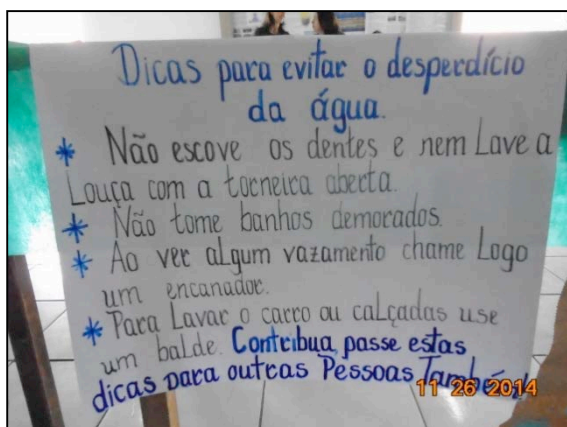 Dicas para evitar o desperdício
da água.
* Não escove os dentes e nem Lave a
Louça com a torneira aberta.
* Não tome banhos demorados.
* Ao ver algum vazamento chame Logo
um encanador.
* Para Lavar o carro ou calçadas use
um balde. Contribua passe estas
dicas para outras Pessoas Também!
11 26 2014